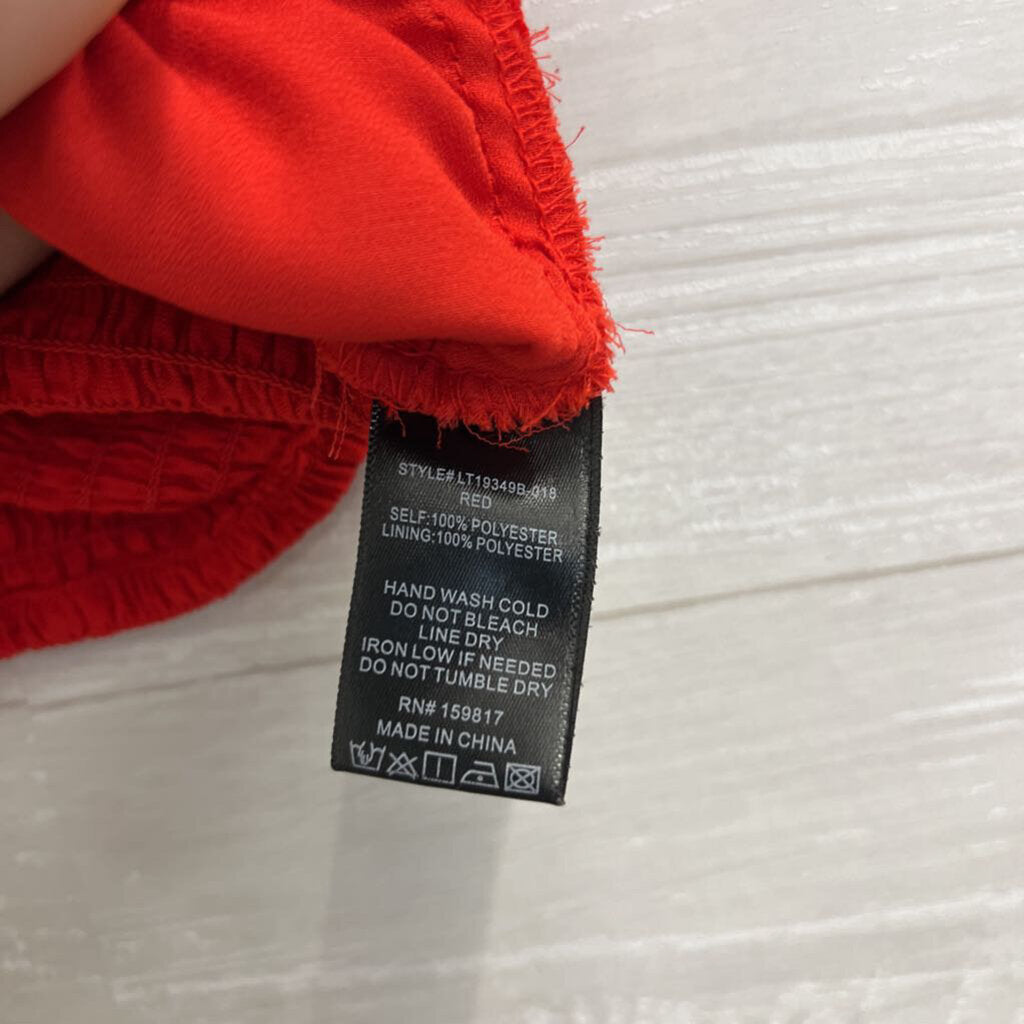 STYLE# LT19349B-018
RED
SELF:100% POLYESTER
LINING:100% POLYESTER
HAND WASH COLD
DO NOT BLEACH
LINE DRY
IRON LOW IF NEEDED
DO NOT TUMBLE DRY
RN# 159817
MADE IN CHINA